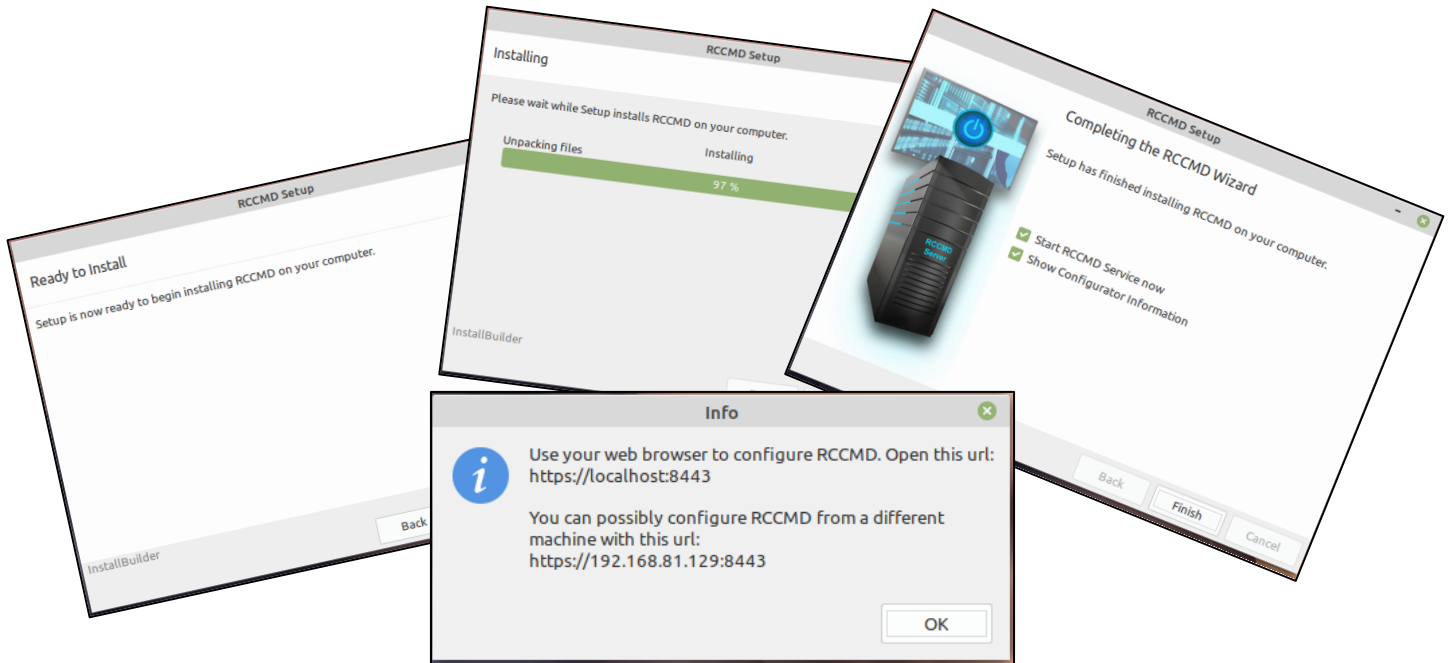 RCCMD Setup
Ready to Install
Setup is now ready to begin installing RCCMD on your computer.
InstallBuilder
Back
RCCMD Setup
Installing
Please wait while Setup installs RCCMD on your computer.
Unpacking files
Installing
97 %
InstallBuilder
RCCMD Setup
Completing the RCCMD Wizard
Setup has finished installing RCCMD on your computer.
Start RCCMD Service now
Show Configurator Information
RCCMD
Server
Back
Finish
Cancel
Info
Use your web browser to configure RCCMD. Open this url:
https://localhost:8443
You can possibly configure RCCMD from a different
machine with this url:
https://192.168.81.129:8443
OK